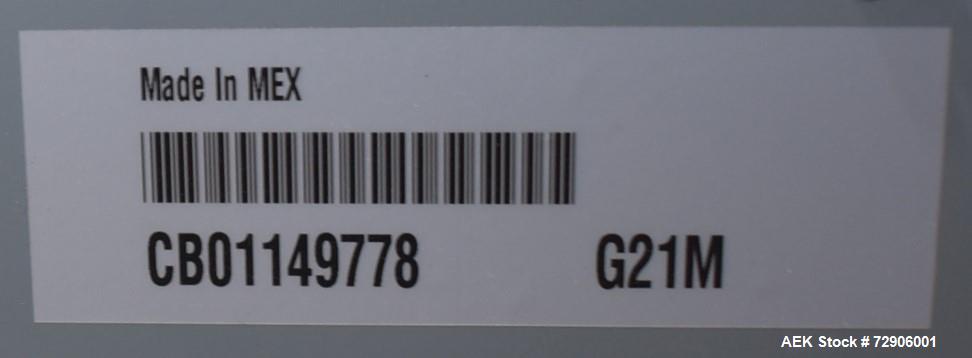 Made In MEX
CB01149778 G21M
AEK Stock # 72906001